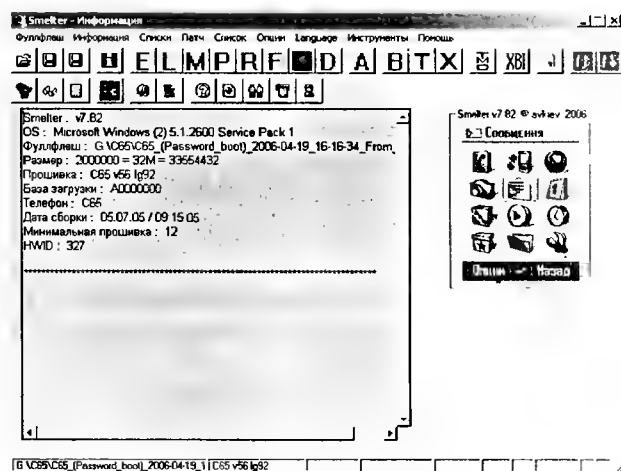 Smelter - Информация
Фуллфлеш Информация Списки Патч Список Опции Language Инструменты Помощь
E L M P R F D A B T X XBI
Smelter. v7.82
OS : Microsoft Windows (2) 5.1.2600 Service Pack 1
Фуллфлеш : G:\C65\C65_(Password_boot)_2006-04-19_16-16-34_From_
Размер : 2000000 = 32M = 33554432
Прошивка : C65 v56 lg92
База загрузки : A0000000
Телефон : C65
Дата сборки : 05.07.05 / 09 15 05
Минимальная прошивка : 12
HWID : 327
Smelter v7 82 © avkiev 2006
Сообщения
Опции Назад
G \C65\C65_(Password_boot)_2006-04-19_1 C65 v56 lg92